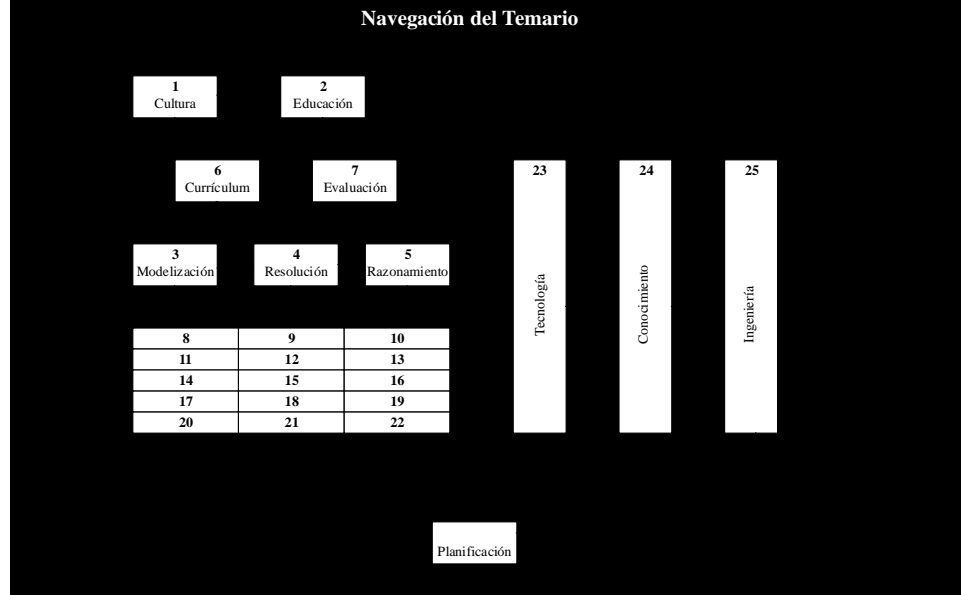 Navegación del Temario
1
Cultura
2
Educación
6
Currículum
7
Evaluación
3
Modelización
4
Resolución
5
Razonamiento
8 9 10
11 12 13
14 15 16
17 18 19
20 21 22
23
Tecnología
24
Conocimiento
25
Ingeniería
Planificación